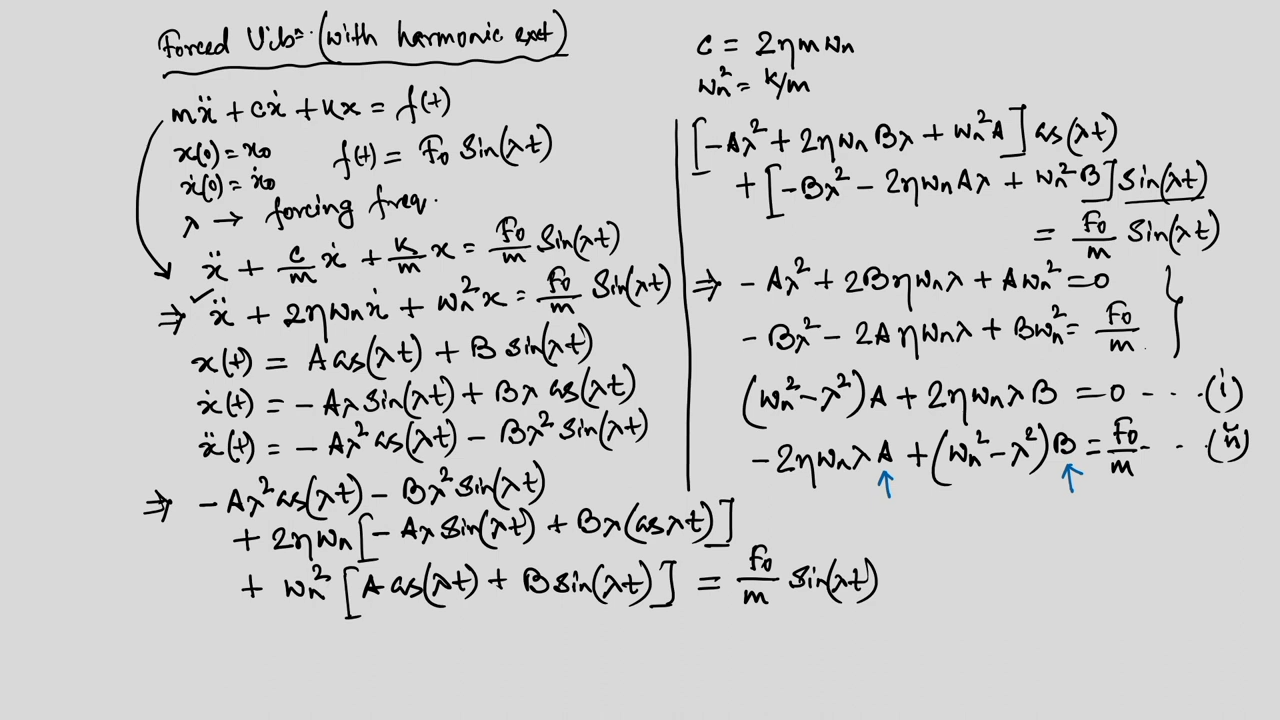 Forced Vibⁿ. (with harmonic ext)
mẍ + cẋ + kx = f(t)
x(0) = x₀
ẋ(0) = ẋ₀
f(t) = F₀ Sin(λt)
λ → forcing freq.
ẍ + c/m ẋ + k/m x = F₀/m Sin(λt)
⇒ ✓ ẍ + 2ηωₙẋ + ωₙ²x = F₀/m Sin(λt)
x(t) = A cos(λt) + B sin(λt)
ẋ(t) = - Aλ Sin(λt) + Bλ cos(λt)
ẍ(t) = - Aλ² cos(λt) - Bλ² Sin(λt)
⇒ - Aλ² cos(λt) - Bλ² Sin(λt)
+ 2ηωₙ [- Aλ Sin(λt) + Bλ (cosλt)]
+ ωₙ² [A cos(λt) + B sin(λt)] = F₀/m Sin(λt)
c = 2ηmωₙ
ωₙ² = k/m
[-Aλ² + 2ηωₙBλ + ωₙ²A] cos(λt)
+ [-Bλ² - 2ηωₙAλ + ωₙ²B] Sin(λt)
= F₀/m Sin(λt)
⇒ - Aλ² + 2Bηωₙλ + Aωₙ² = 0
- Bλ² - 2Aηωₙλ + Bωₙ² = F₀/m
(ωₙ² - λ²)A + 2ηωₙλB = 0 - - - (i)
- 2ηωₙλA + (ωₙ² - λ²)B = F₀/m - - - (ii)